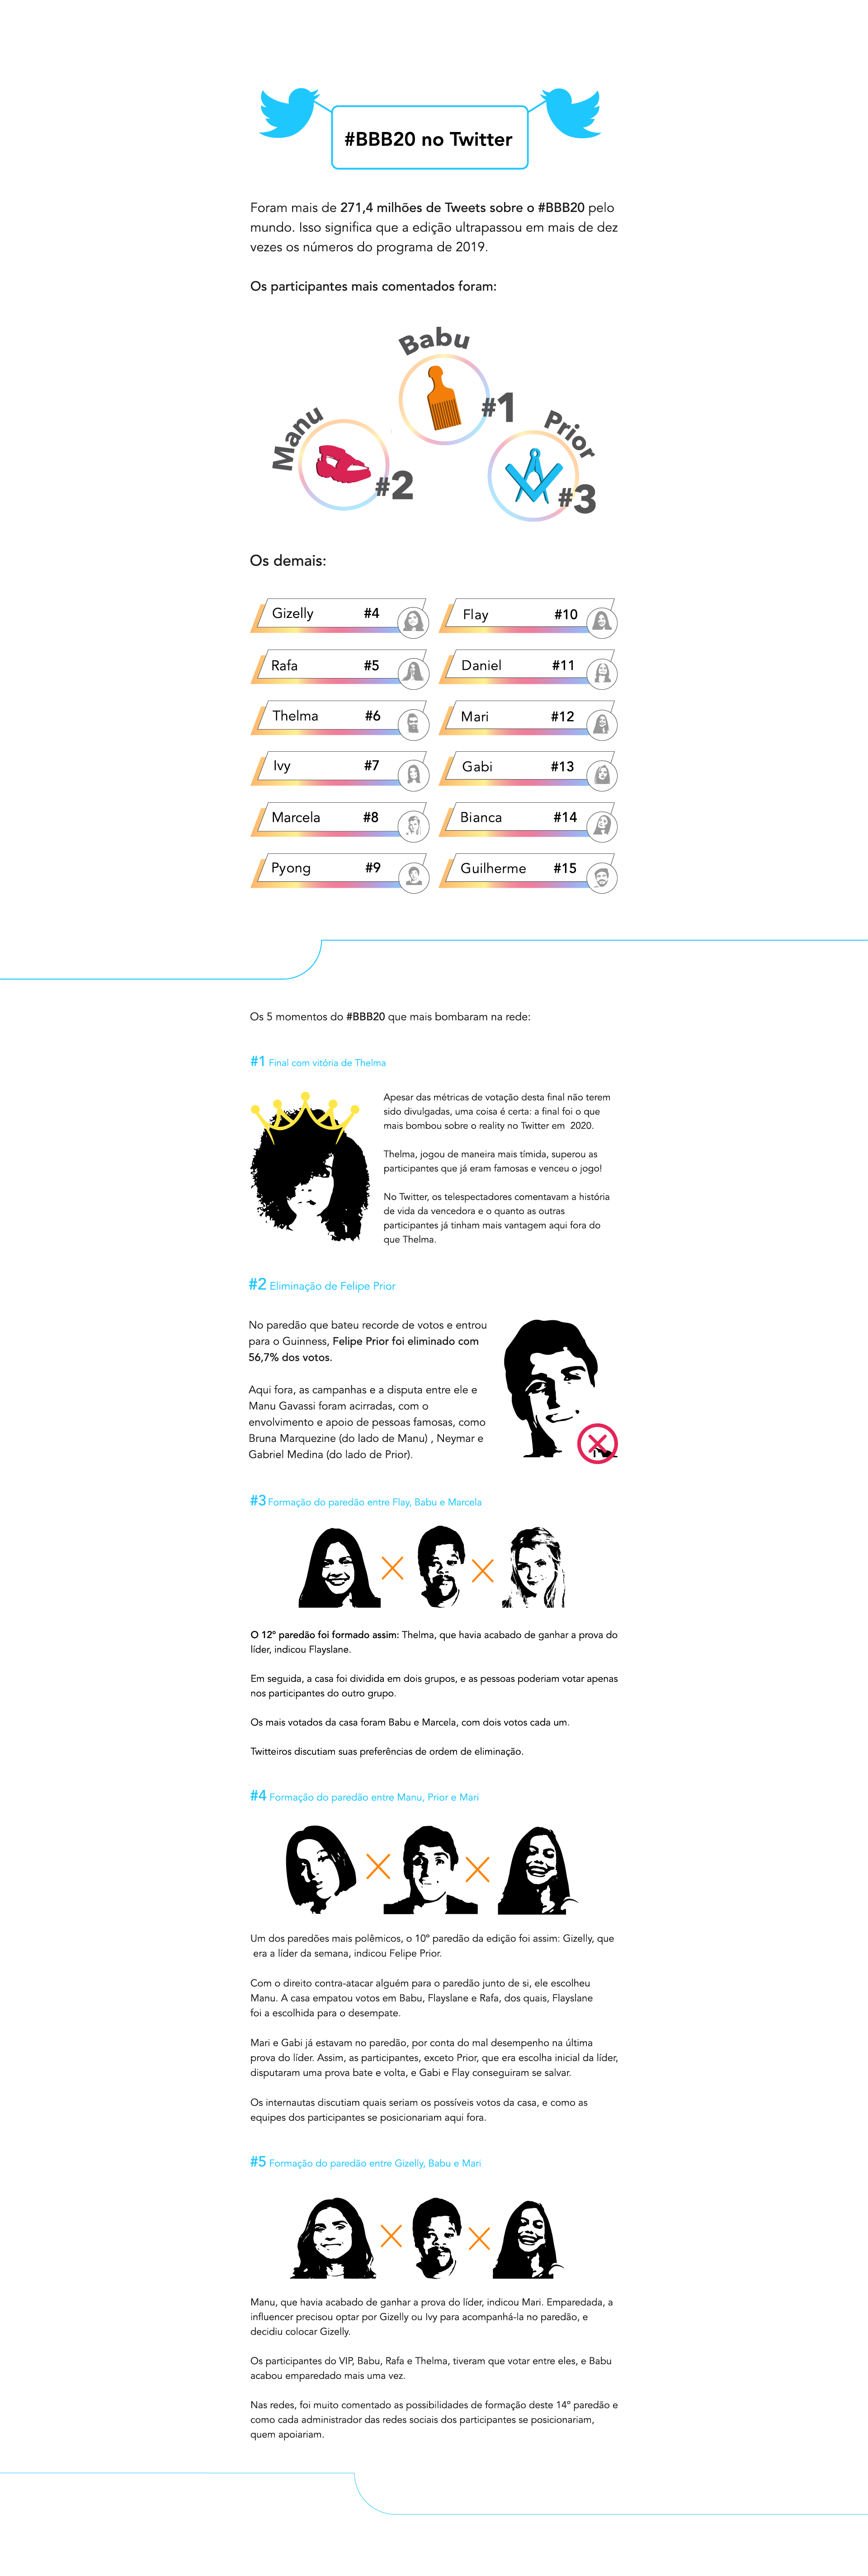 #BBB20 no Twitter
Foram mais de 271,4 milhões de Tweets sobre o #BBB20 pelo
mundo. Isso significa que a edição ultrapassou em mais de dez
vezes os números do programa de 2019.
Os participantes mais comentados foram:
Babu
#1
Manu
#2
Prior
#3
Os demais:
Gizelly #4
Flay #10
Rafa #5
Daniel #11
Thelma #6
Mari #12
Ivy #7
Gabi #13
Marcela #8
Bianca #14
Pyong #9
Guilherme #15
Os 5 momentos do #BBB20 que mais bombaram na rede:
#1 Final com vitória de Thelma
Apesar das métricas de votação desta final não terem
sido divulgadas, uma coisa é certa: a final foi o que
mais bombou sobre o reality no Twitter em 2020.
Thelma, jogou de maneira mais tímida, superou as
participantes que já eram famosas e venceu o jogo!
No Twitter, os telespectadores comentavam a história
de vida da vencedora e o quanto as outras
participantes já tinham mais vantagem aqui fora do
que Thelma.
#2 Eliminação de Felipe Prior
No paredão que bateu recorde de votos e entrou
para o Guinness, Felipe Prior foi eliminado com
56,7% dos votos.
Aqui fora, as campanhas e a disputa entre ele e
Manu Gavassi foram acirradas, com o
envolvimento e apoio de pessoas famosas, como
Bruna Marquezine (do lado de Manu) , Neymar e
Gabriel Medina (do lado de Prior).
#3 Formação do paredão entre Flay, Babu e Marcela
O 12º paredão foi formado assim: Thelma, que havia acabado de ganhar a prova do
líder, indicou Flayslane.
Em seguida, a casa foi dividida em dois grupos, e as pessoas poderiam votar apenas
nos participantes do outro grupo.
Os mais votados da casa foram Babu e Marcela, com dois votos cada um.
Twitteiros discutiam suas preferências de ordem de eliminação.
#4 Formação do paredão entre Manu, Prior e Mari
Um dos paredões mais polêmicos, o 10º paredão da edição foi assim: Gizelly, que
era a líder da semana, indicou Felipe Prior.
Com o direito contra-atacar alguém para o paredão junto de si, ele escolheu
Manu. A casa empatou votos em Babu, Flayslane e Rafa, dos quais, Flayslane
foi a escolhida para o desempate.
Mari e Gabi já estavam no paredão, por conta do mal desempenho na última
prova do líder. Assim, as participantes, exceto Prior, que era escolha inicial da líder,
disputaram uma prova bate e volta, e Gabi e Flay conseguiram se salvar.
Os internautas discutiam quais seriam os possíveis votos da casa, e como as
equipes dos participantes se posicionariam aqui fora.
#5 Formação do paredão entre Gizelly, Babu e Mari
Manu, que havia acabado de ganhar a prova do líder, indicou Mari. Emparedada, a
influencer precisou optar por Gizelly ou Ivy para acompanhá-la no paredão, e
decidiu colocar Gizelly.
Os participantes do VIP, Babu, Rafa e Thelma, tiveram que votar entre eles, e Babu
acabou emparedado mais uma vez.
Nas redes, foi muito comentado as possibilidades de formação deste 14º paredão e
como cada administrador das redes sociais dos participantes se posicionariam,
quem apoiariam.